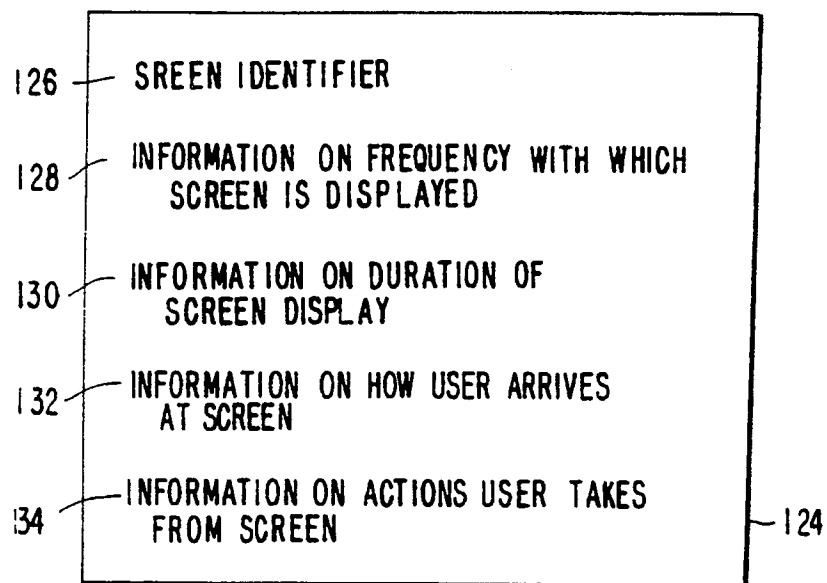 126 SREEN IDENTIFIER
128 INFORMATION ON FREQUENCY WITH WHICH
SCREEN IS DISPLAYED
130 INFORMATION ON DURATION OF
SCREEN DISPLAY
132 INFORMATION ON HOW USER ARRIVES
AT SCREEN
134 INFORMATION ON ACTIONS USER TAKES
FROM SCREEN 124